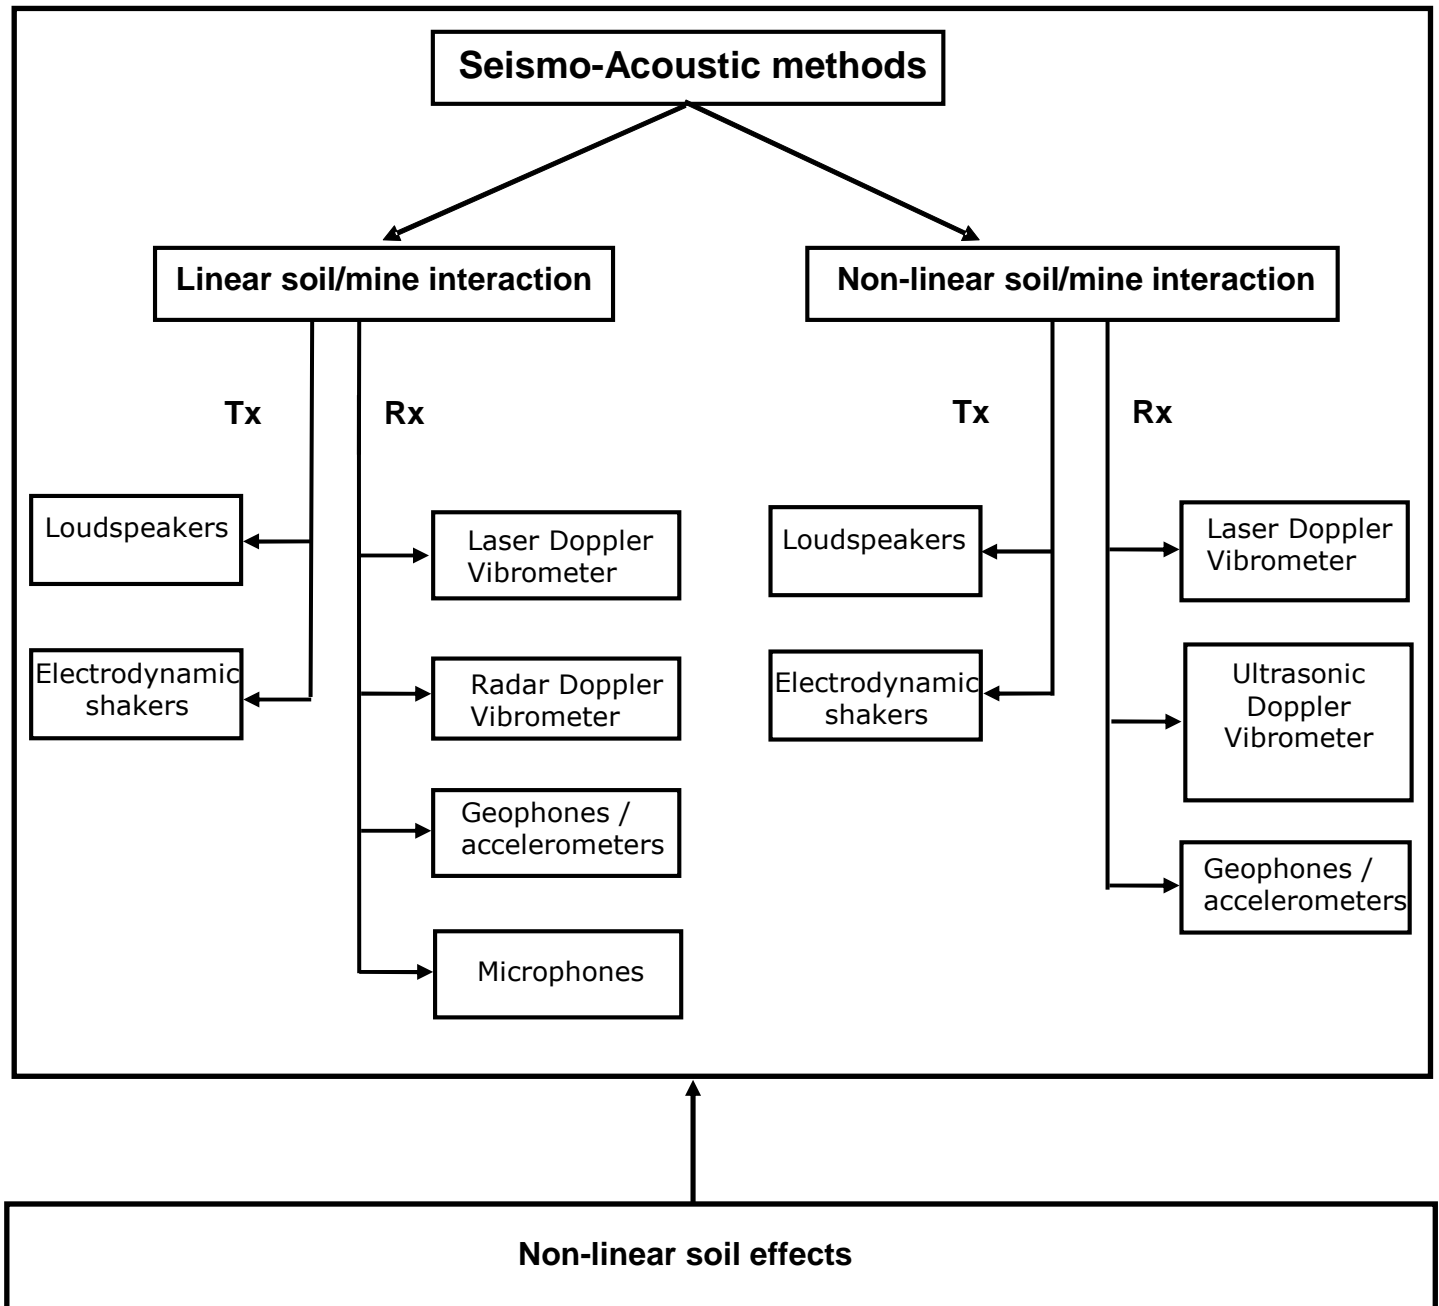 Seismo-Acoustic methods
Linear soil/mine interaction
Non-linear soil/mine interaction
Tx
Rx
Tx
Rx
Loudspeakers
Electrodynamic
shakers
Laser Doppler
Vibrometer
Radar Doppler
Vibrometer
Geophones /
accelerometers
Microphones
Loudspeakers
Electrodynamic
shakers
Laser Doppler
Vibrometer
Ultrasonic
Doppler
Vibrometer
Geophones /
accelerometers
Non-linear soil effects